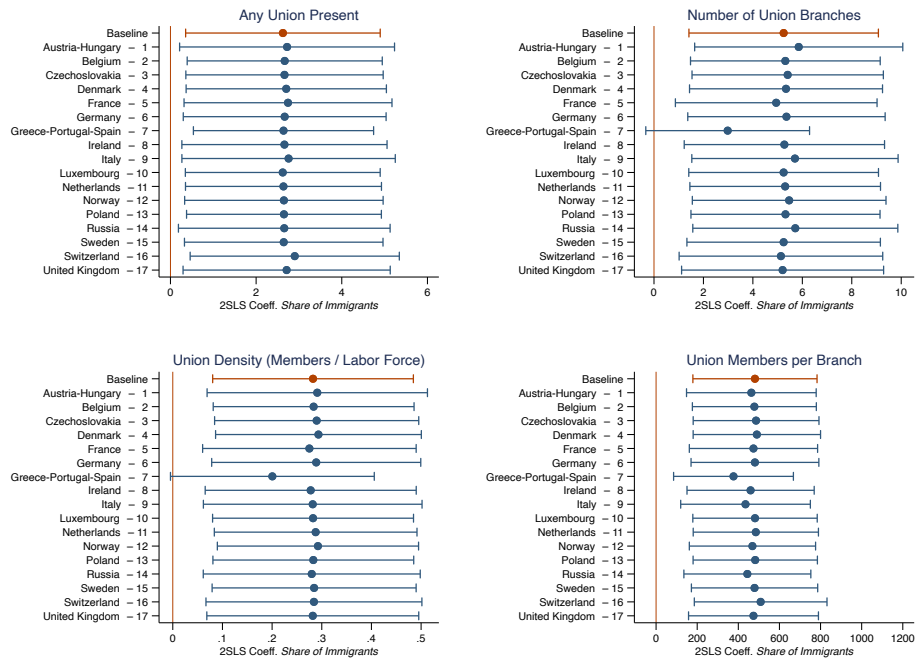 Any Union Present
Baseline
Austria-Hungary - 1
Belgium - 2
Czechoslovakia - 3
Denmark - 4
France - 5
Germany - 6
Greece-Portugal-Spain - 7
Ireland - 8
Italy - 9
Luxembourg - 10
Netherlands - 11
Norway - 12
Poland - 13
Russia - 14
Sweden - 15
Switzerland - 16
United Kingdom - 17
0 2 4 6
2SLS Coeff. Share of Immigrants
Number of Union Branches
Baseline
Austria-Hungary - 1
Belgium - 2
Czechoslovakia - 3
Denmark - 4
France - 5
Germany - 6
Greece-Portugal-Spain - 7
Ireland - 8
Italy - 9
Luxembourg - 10
Netherlands - 11
Norway - 12
Poland - 13
Russia - 14
Sweden - 15
Switzerland - 16
United Kingdom - 17
0 2 4 6 8 10
2SLS Coeff. Share of Immigrants
Union Density (Members / Labor Force)
Baseline
Austria-Hungary - 1
Belgium - 2
Czechoslovakia - 3
Denmark - 4
France - 5
Germany - 6
Greece-Portugal-Spain - 7
Ireland - 8
Italy - 9
Luxembourg - 10
Netherlands - 11
Norway - 12
Poland - 13
Russia - 14
Sweden - 15
Switzerland - 16
United Kingdom - 17
0 .1 .2 .3 .4 .5
2SLS Coeff. Share of Immigrants
Union Members per Branch
Baseline
Austria-Hungary - 1
Belgium - 2
Czechoslovakia - 3
Denmark - 4
France - 5
Germany - 6
Greece-Portugal-Spain - 7
Ireland - 8
Italy - 9
Luxembourg - 10
Netherlands - 11
Norway - 12
Poland - 13
Russia - 14
Sweden - 15
Switzerland - 16
United Kingdom - 17
0 200 400 600 800 1000 1200
2SLS Coeff. Share of Immigrants